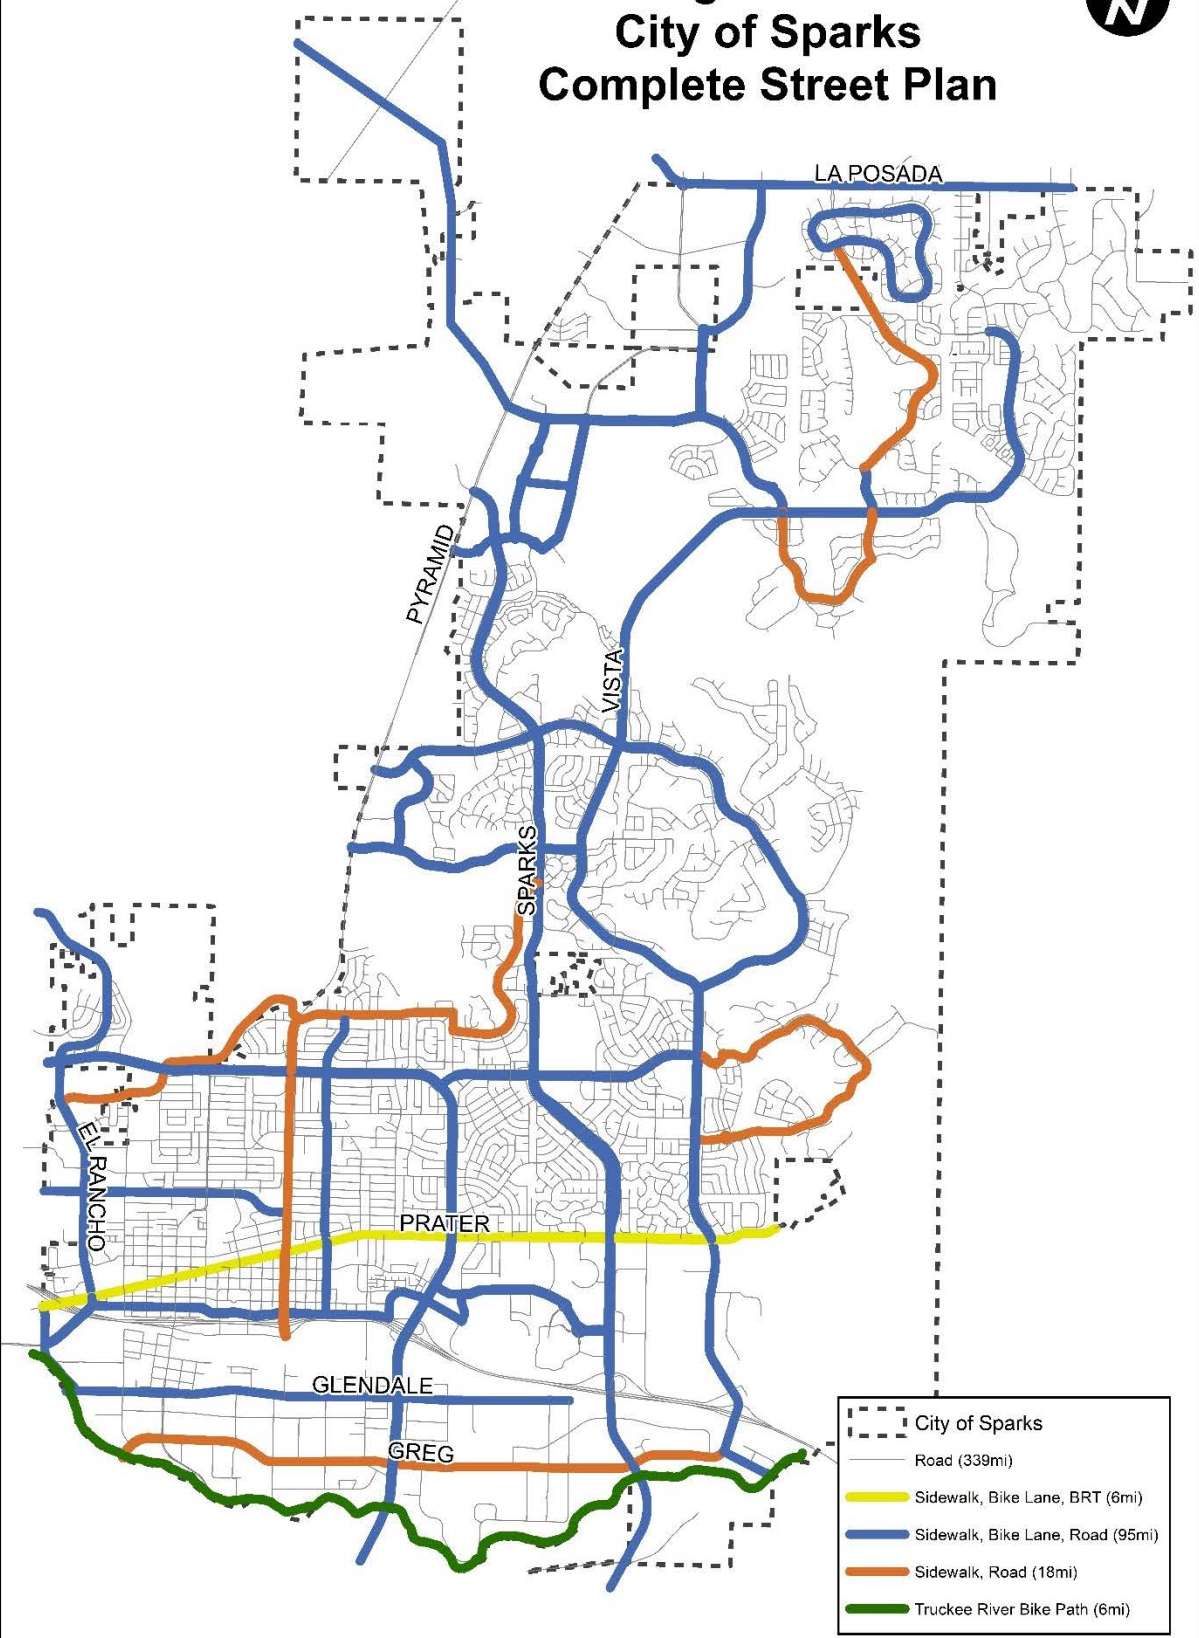 City of Sparks
Complete Street Plan
N
LA POSADA
PYRAMID
VISTA
SPARKS
EL RANCHO
PRATER
GLENDALE
GREG
City of Sparks
Road (339mi)
Sidewalk, Bike Lane, BRT (6mi)
Sidewalk, Bike Lane, Road (95mi)
Sidewalk, Road (18mi)
Truckee River Bike Path (6mi)